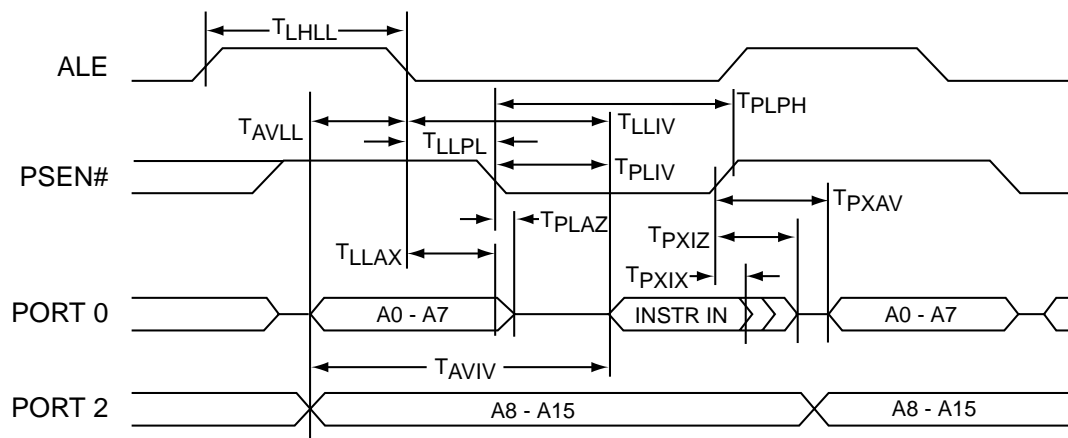 TLHLL
ALE
TPLPH
TAVLL
TLLIV
TLLPL
PSEN#
TPLIV
TPXAV
TPLAZ
TPXIZ
TLLAX
TPXIX
PORT 0
A0 - A7
INSTR IN
A0 - A7
TAVIV
PORT 2
A8 - A15
A8 - A15